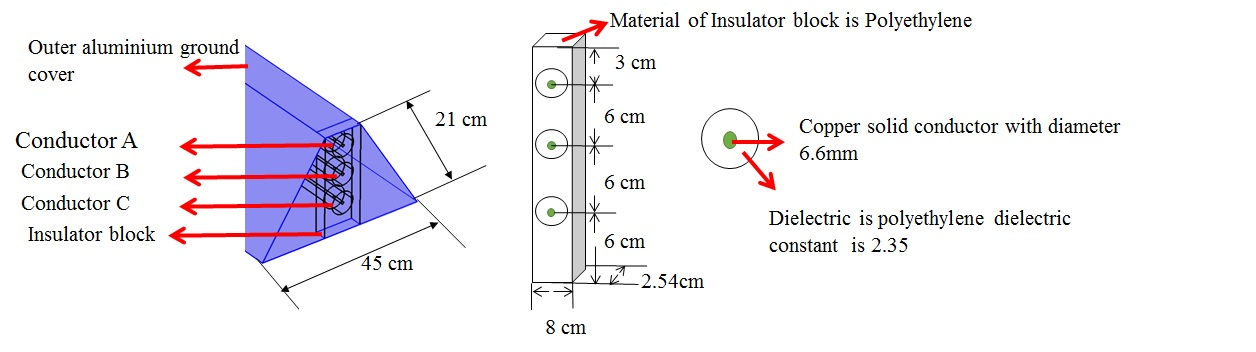 Material of Insulator block is Polyethylene
Outer aluminium ground
cover
3 cm
21 cm
6 cm
Conductor A
Conductor B
Conductor C
Insulator block
Copper solid conductor with diameter
6.6mm
6 cm
Dielectric is polyethylene dielectric
constant is 2.35
6 cm
45 cm
2.54cm
8 cm